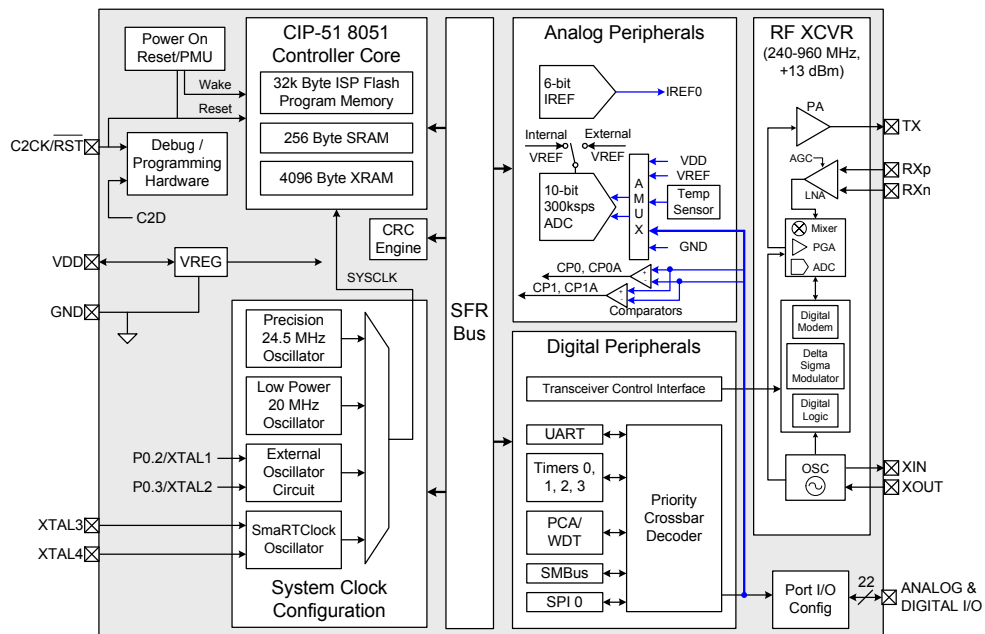 Power On
Reset/PMU
Wake
Reset
C2CK/RST
Debug /
Programming
Hardware
C2D
VDD
VREG
GND
CIP-51 8051
Controller Core
32k Byte ISP Flash
Program Memory
256 Byte SRAM
4096 Byte XRAM
CRC
Engine
SYSCLK
Precision
24.5 MHz
Oscillator
Low Power
20 MHz
Oscillator
P0.2/XTAL1
P0.3/XTAL2
External
Oscillator
Circuit
XTAL3
XTAL4
SmaRTClock
Oscillator
System Clock
Configuration
SFR
Bus
Analog Peripherals
6-bit
IREF
IREF0
Internal
VREF
External
VREF
10-bit
300ksps
ADC
A
M
U
X
VDD
VREF
Temp
Sensor
GND
CP0, CP0A
+
-
CP1, CP1A
+
-
Comparators
Digital Peripherals
Transceiver Control Interface
UART
Timers 0,
1, 2, 3
PCA/
WDT
SMBus
SPI 0
Priority
Crossbar
Decoder
RF XCVR
(240-960 MHz,
+13 dBm)
PA
TX
AGC
LNA
RXp
RXn
Mixer
PGA
ADC
Digital
Modem
Delta
Sigma
Modulator
Digital
Logic
OSC
XIN
XOUT
Port I/O
Config
22
ANALOG &
DIGITAL I/O